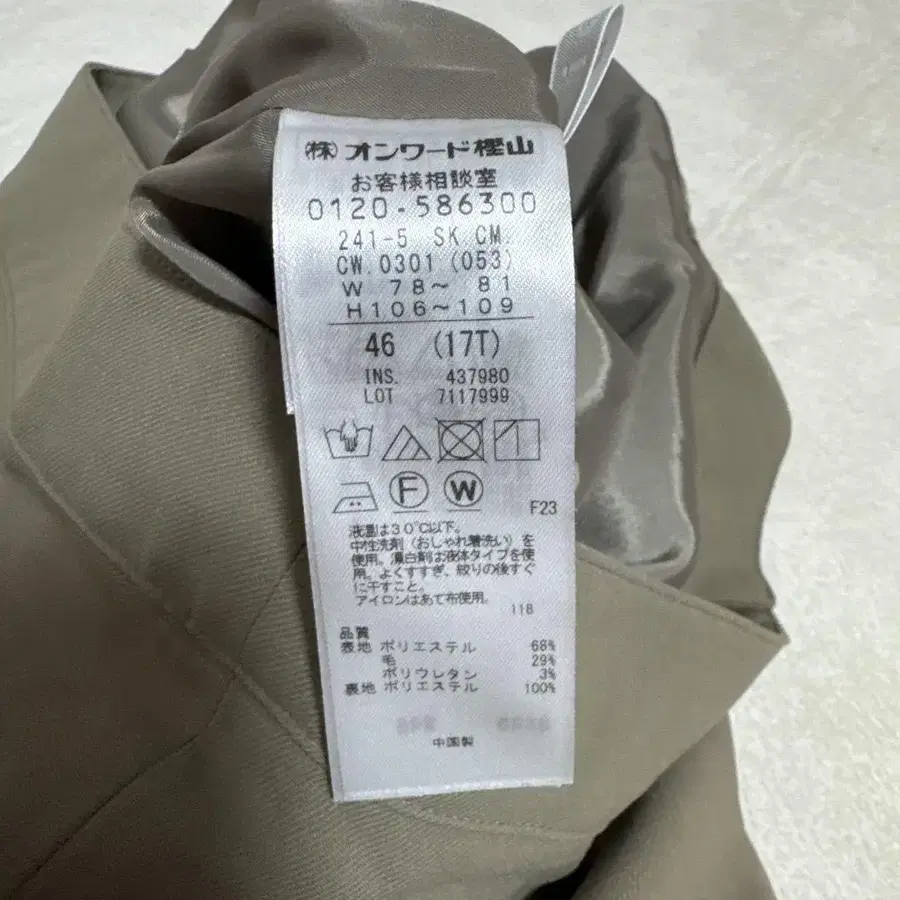 (株) オンワード樫山
お客様相談室
0120-586300
241-5 SK CM.
CW.0301 (053)
W 78～ 81
H106～109
46 (17T)
INS. 437980
LOT 7117999
F W
F23
液温は30℃以下。
中性洗剤（おしゃれ着洗い）を
使用。漂白剤は液体タイプを使
用。よくすすぎ、絞りの後すぐ
に干すこと。
アイロンはあて布使用。
11B
品質
表地 ポリエステル 68%
毛 29%
ポリウレタン 3%
裏地 ポリエステル 100%
中国製